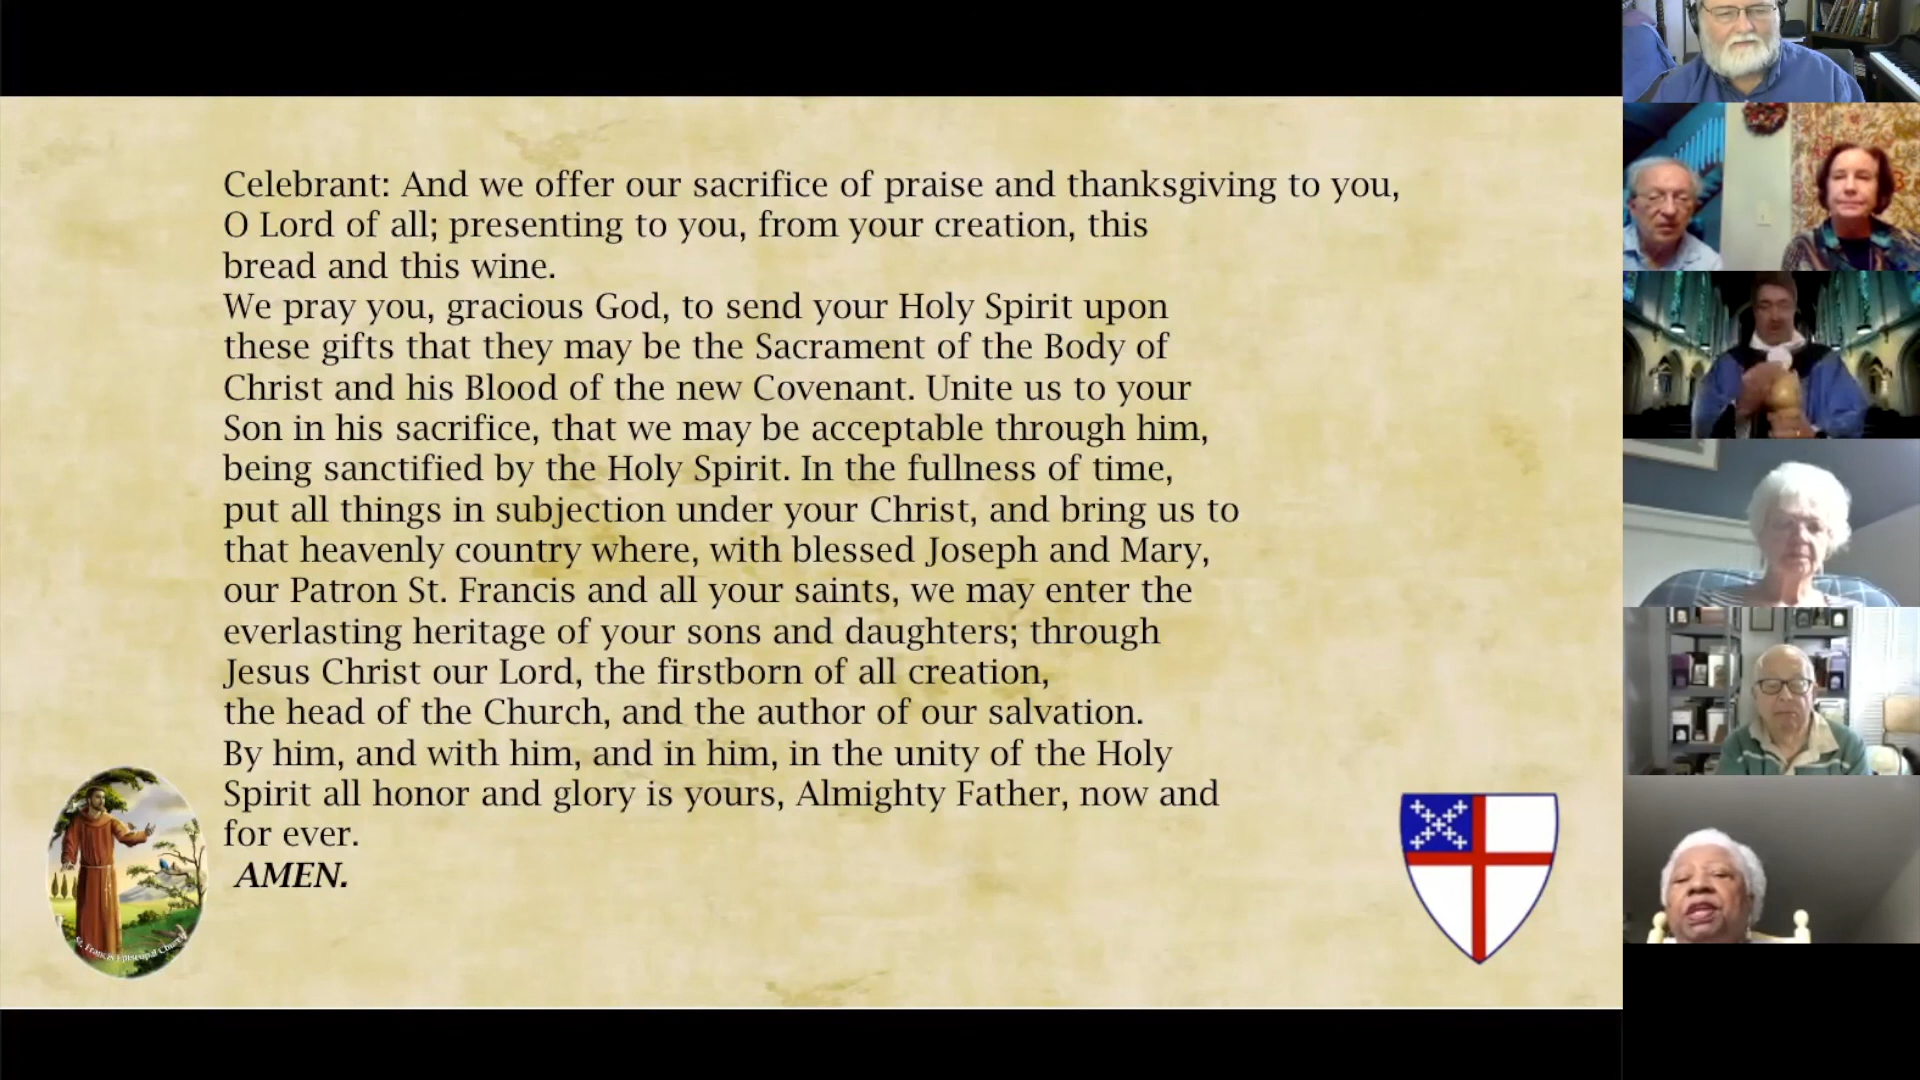 Celebrant: And we offer our sacrifice of praise and thanksgiving to you,
O Lord of all; presenting to you, from your creation, this
bread and this wine.
We pray you, gracious God, to send your Holy Spirit upon
these gifts that they may be the Sacrament of the Body of
Christ and his Blood of the new Covenant. Unite us to your
Son in his sacrifice, that we may be acceptable through him,
being sanctified by the Holy Spirit. In the fullness of time,
put all things in subjection under your Christ, and bring us to
that heavenly country where, with blessed Joseph and Mary,
our Patron St. Francis and all your saints, we may enter the
everlasting heritage of your sons and daughters; through
Jesus Christ our Lord, the firstborn of all creation,
the head of the Church, and the author of our salvation.
By him, and with him, and in him, in the unity of the Holy
Spirit all honor and glory is yours, Almighty Father, now and
for ever.
AMEN.
St. Francis Episcopal Church